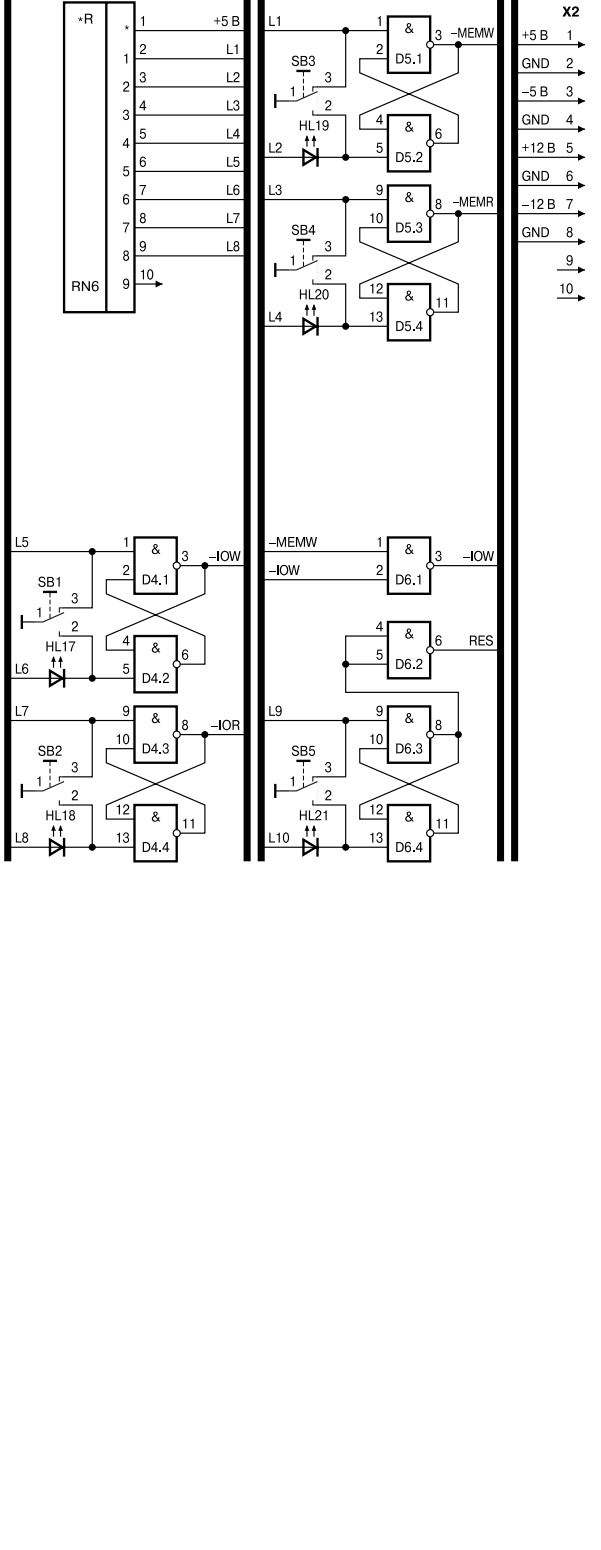 *R
*
1
2
3
4
5
6
7
8
9
RN6
1 +5 В
2 L1
3 L2
4 L3
5 L4
6 L5
7 L6
8 L7
9 L8
10
L1 1 & 3 –MEMW
2 D5.1
SB3
1 3
2
HL19
4 & 6
L2 5 D5.2
L3 9 & 8 –MEMR
10 D5.3
SB4
1 3
2
HL20
12 & 11
L4 13 D5.4
X2
+5 В 1
GND 2
–5 В 3
GND 4
+12 В 5
GND 6
–12 В 7
GND 8
9
10
L5 1 & 3 –IOW
2 D4.1
SB1
1 3
2
HL17
4 & 6
L6 5 D4.2
L7 9 & 8 –IOR
10 D4.3
SB2
1 3
2
HL18
12 & 11
L8 13 D4.4
–MEMW 1 & 3 –IOW
–IOW 2 D6.1
4 & 6 RES
5 D6.2
L9 9 & 8
10 D6.3
SB5
1 3
2
HL21
12 & 11
L10 13 D6.4